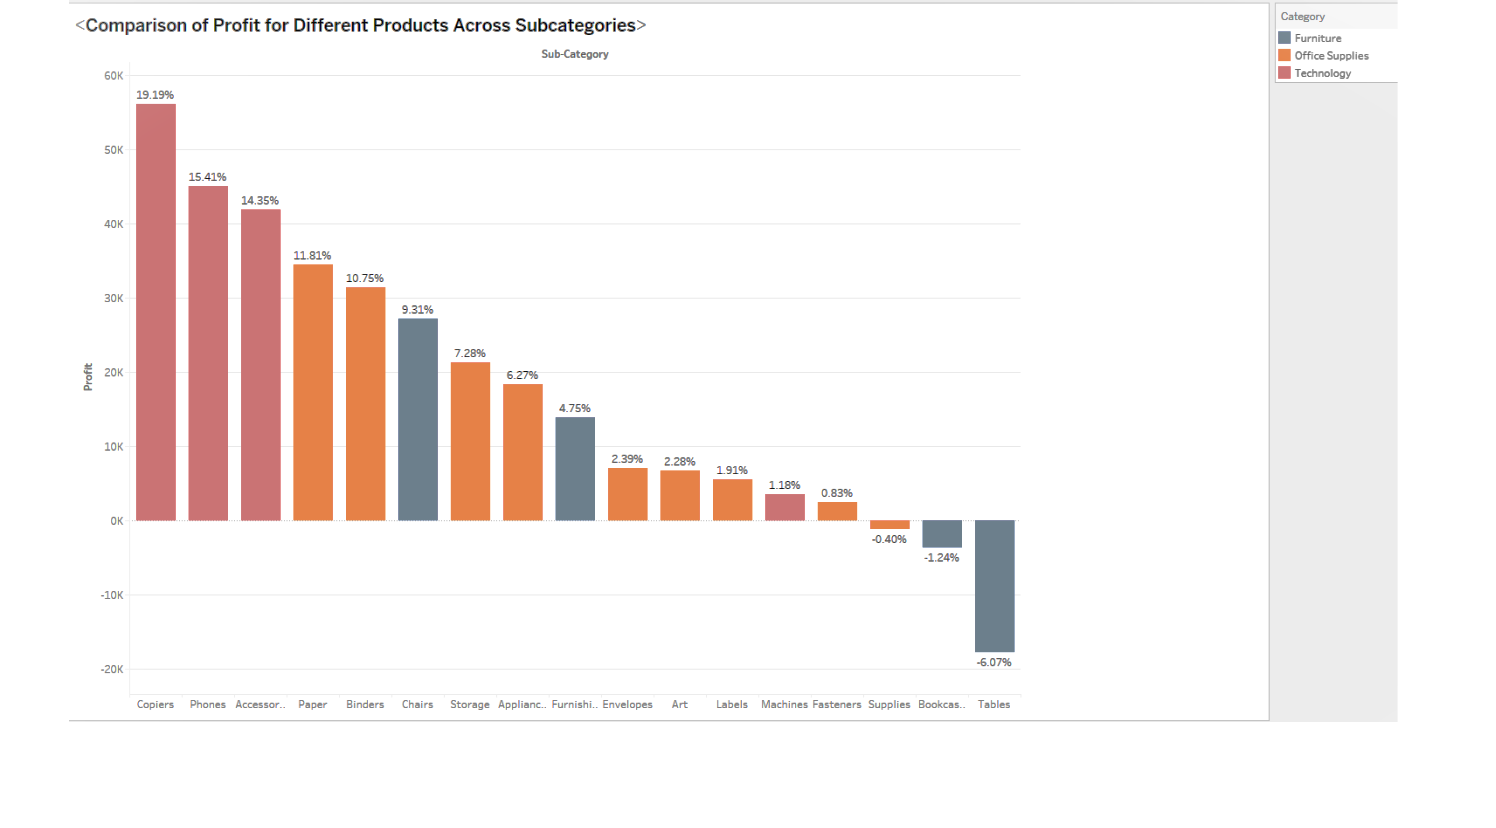 <Comparison of Profit for Different Products Across Subcategories>
Sub-Category
60K
50K
40K
30K
20K
10K
0K
-10K
-20K
Profit
19.19%
15.41%
14.35%
11.81%
10.75%
9.31%
7.28%
6.27%
4.75%
2.39%
2.28%
1.91%
1.18%
0.83%
-0.40%
-1.24%
-6.07%
Copiers Phones Accessor.. Paper Binders Chairs Storage Applianc.. Furnishi.. Envelopes Art Labels Machines Fasteners Supplies Bookcas.. Tables
Category
Furniture
Office Supplies
Technology